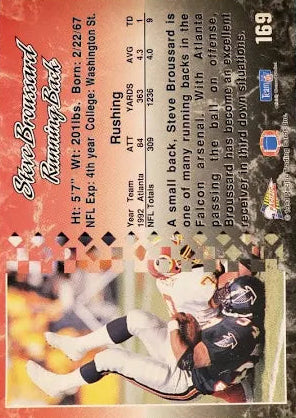 169
Steve Broussard
Running Back
Ht: 5'7" Wt: 201lbs. Born: 2/22/67
NFL Exp: 4th year College: Washington St.
Rushing
Year Team ATT YARDS AVG TD
1992 Atlanta 84 363 4.3 1
NFL Totals 309 1236 4.0 9
A small back, Steve Broussard is
one of many running backs in the
Falcon arsenal. With Atlanta
passing the ball on offense,
Broussard has become an excellent
receiver in third down situations.